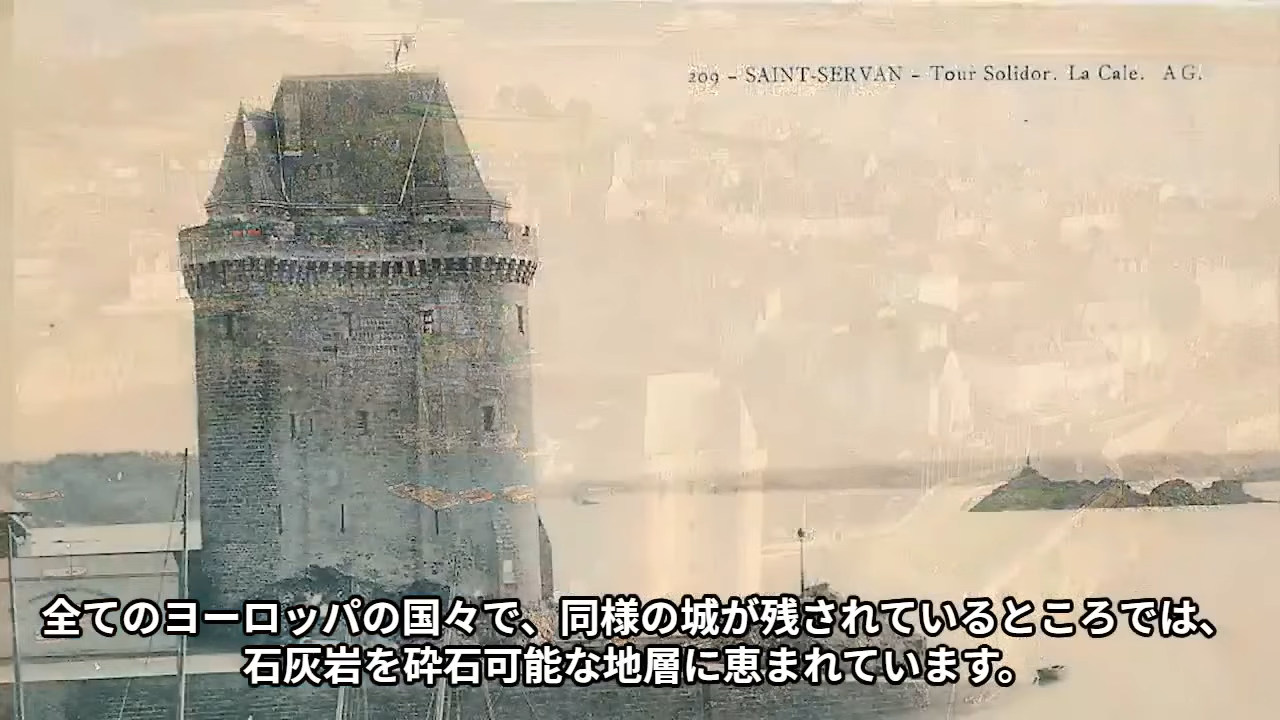 209 - SAINT-SERVAN - Tour Solidor. La Cale. A G.
全てのヨーロッパの国々で、同様の城が残されているところでは、
石灰岩を砕石可能な地層に恵まれています。